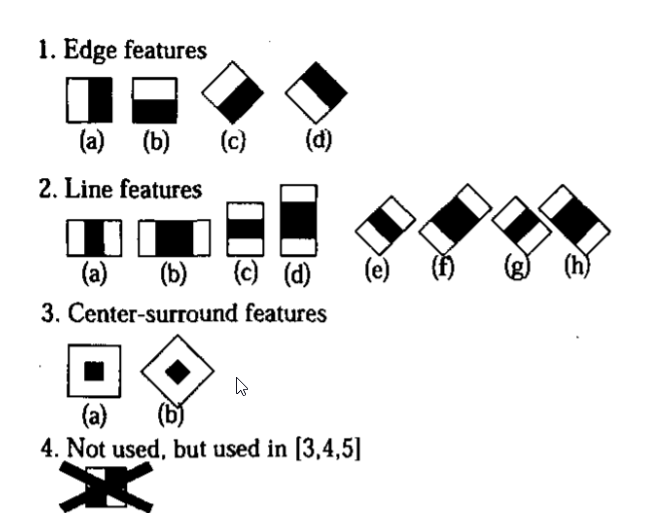 1. Edge features
(a) (b) (c) (d)
2. Line features
(a) (b) (c) (d) (e) (f) (g) (h)
3. Center-surround features
(a) (b)
4. Not used, but used in [3,4,5]